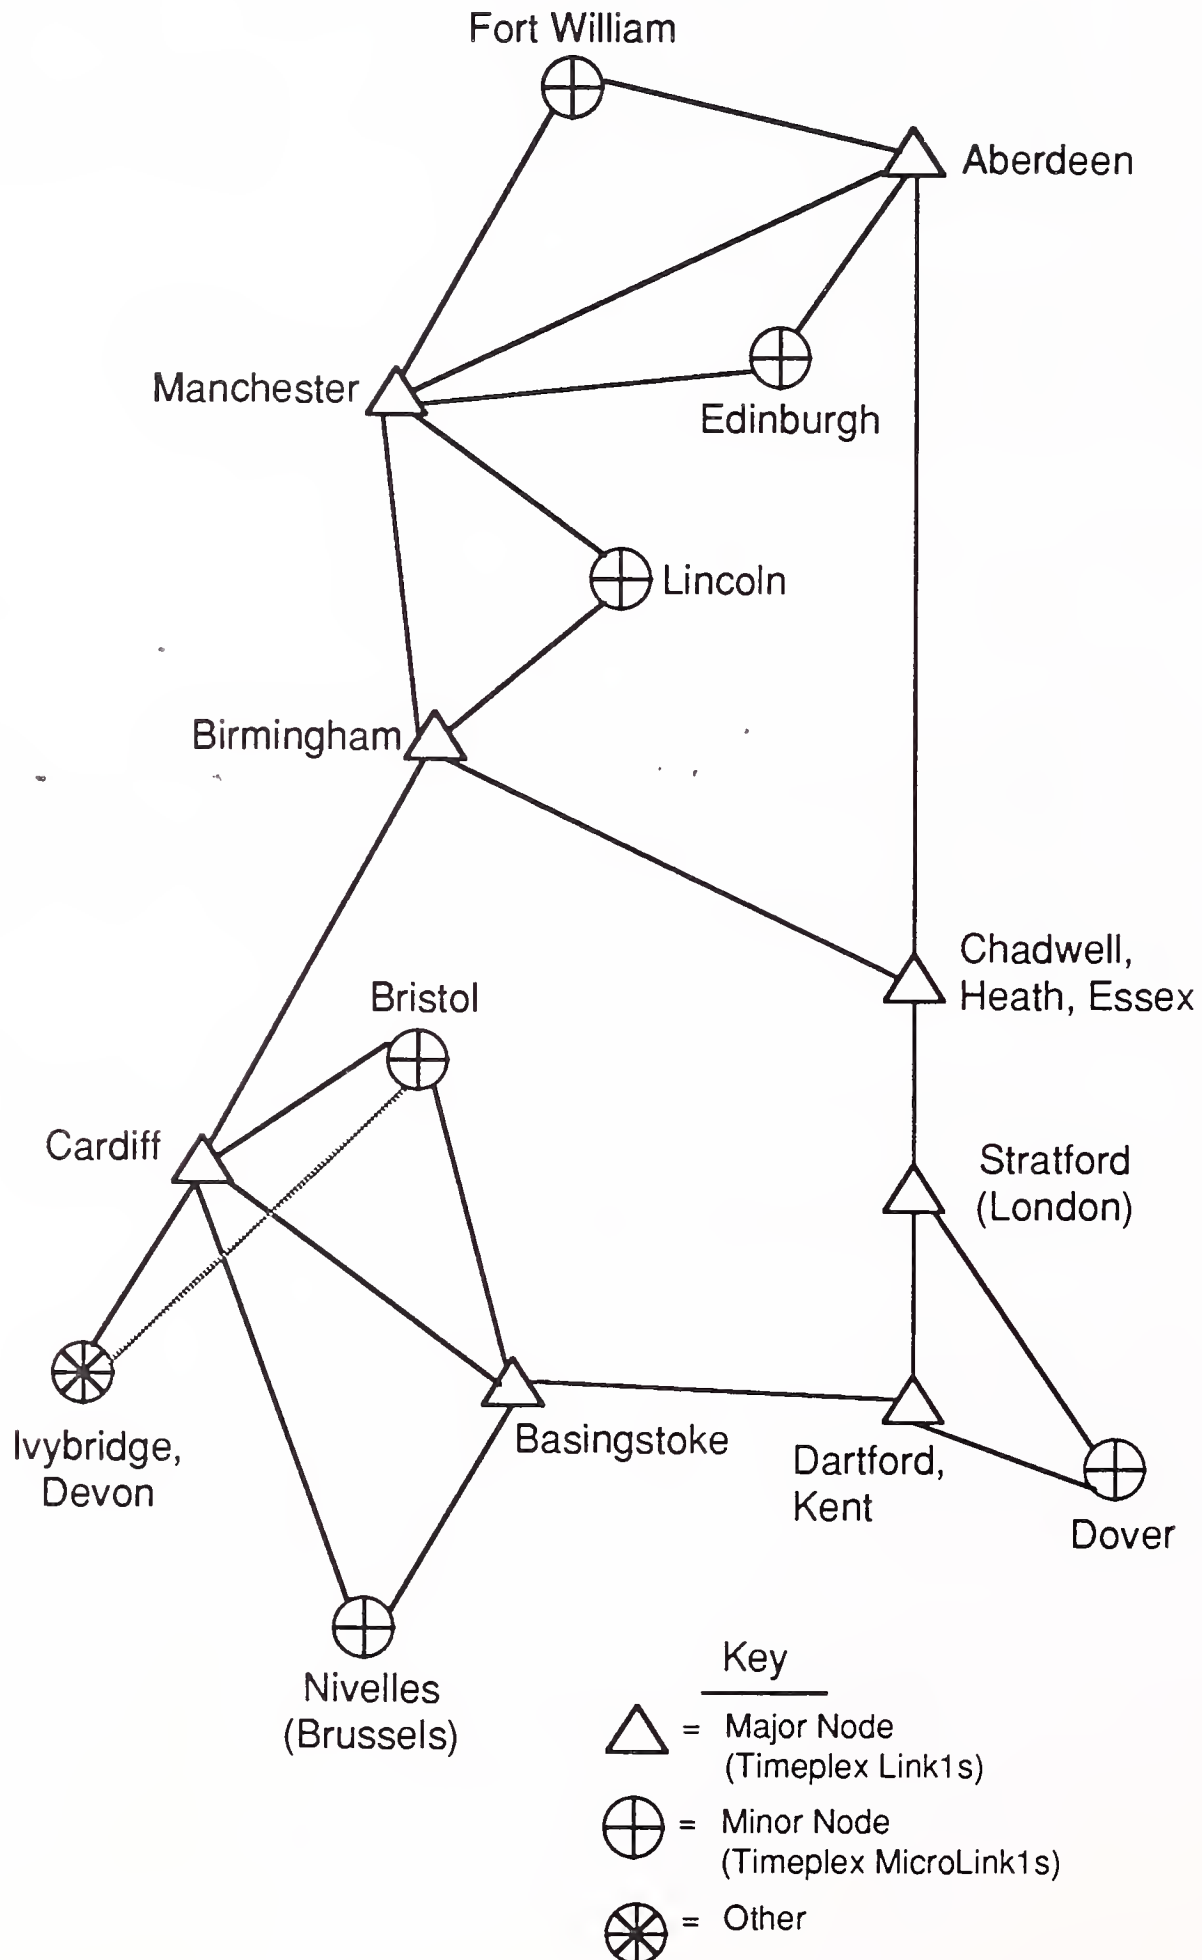 Fort William
Aberdeen
Manchester
Edinburgh
Lincoln
Birmingham
Chadwell,
Heath, Essex
Bristol
Cardiff
Stratford
(London)
Ivybridge,
Devon
Basingstoke
Dartford,
Kent
Dover
Nivelles
(Brussels)
Key
= Major Node
(Timeplex Link1s)
= Minor Node
(Timeplex MicroLink1s)
= Other